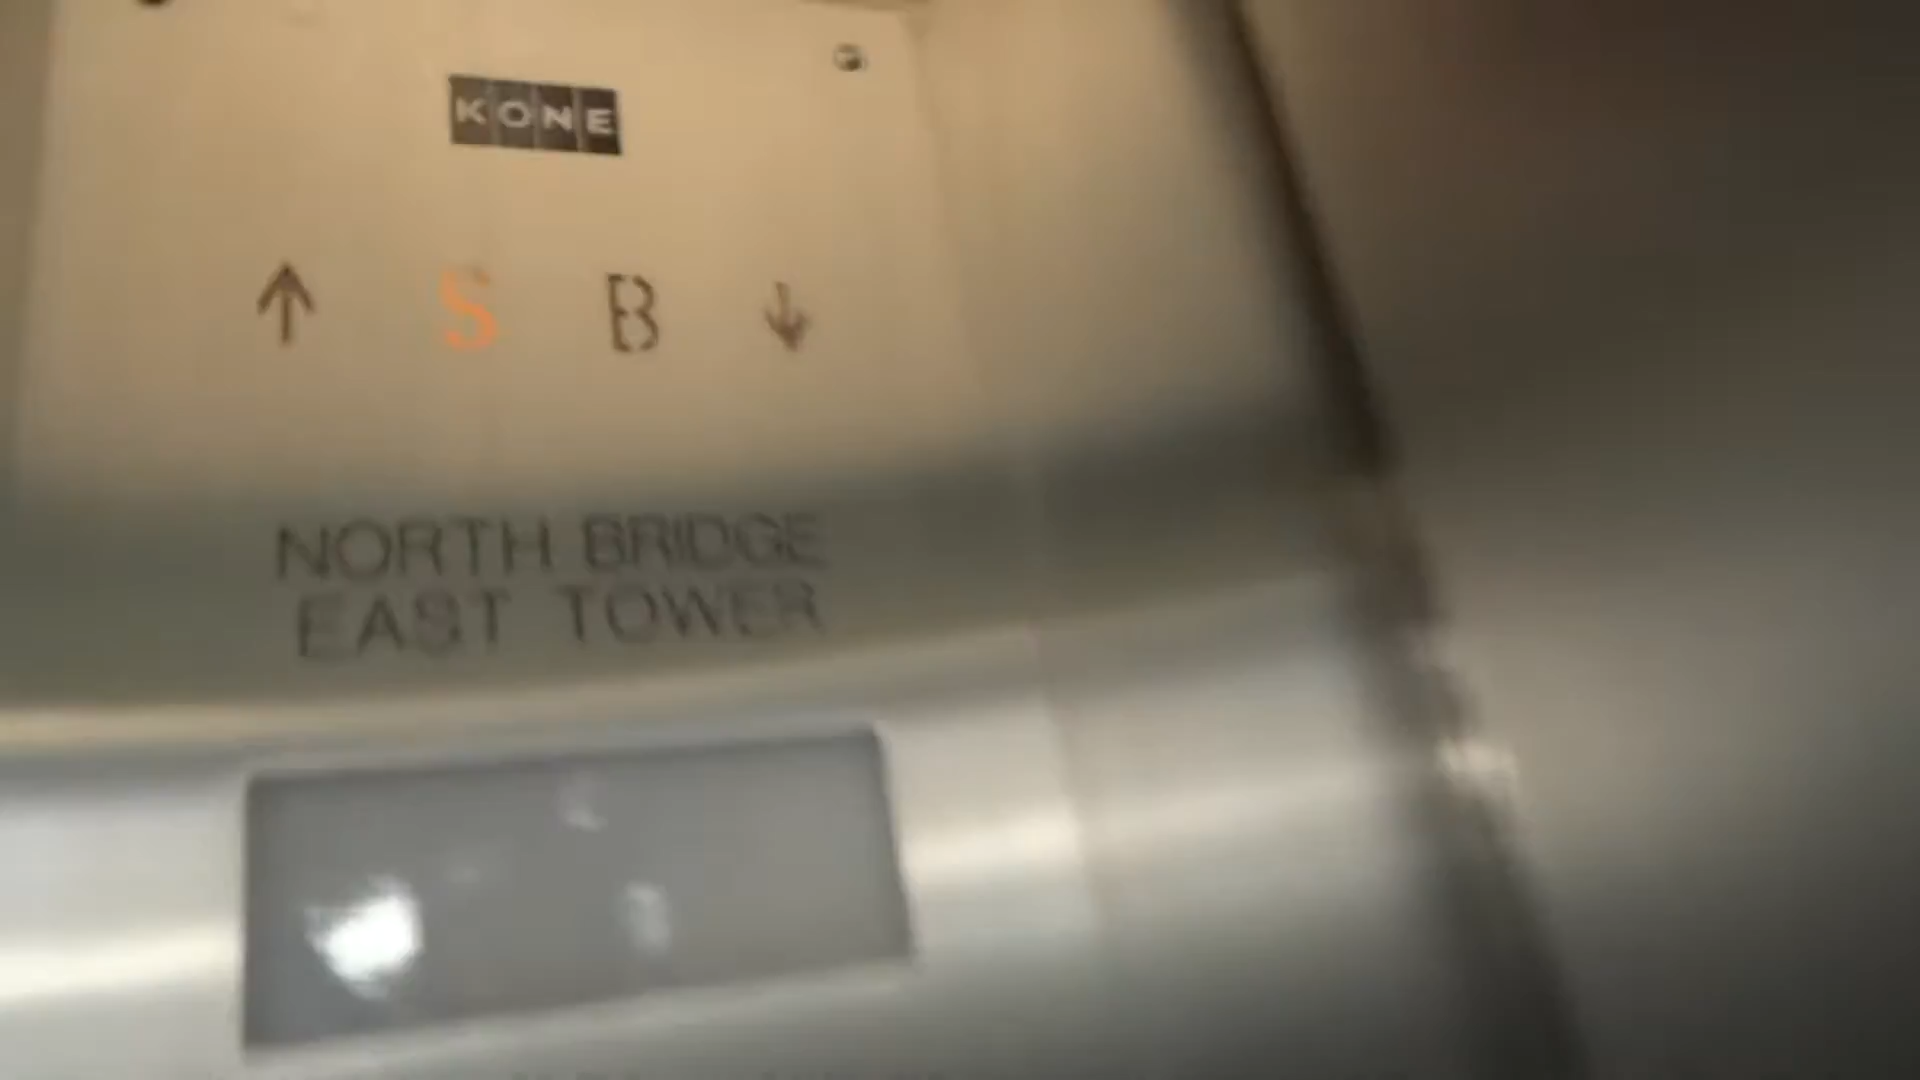 KONE
↑ S B ↓
NORTH BRIDGE
EAST TOWER